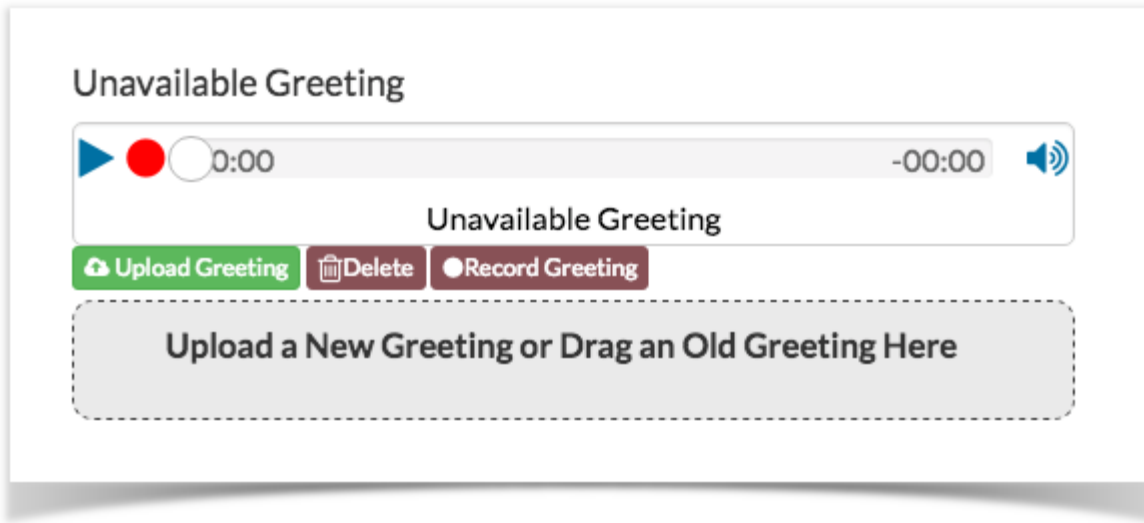 Unavailable Greeting
0:00 -00:00
Unavailable Greeting
Upload Greeting Delete Record Greeting
Upload a New Greeting or Drag an Old Greeting Here